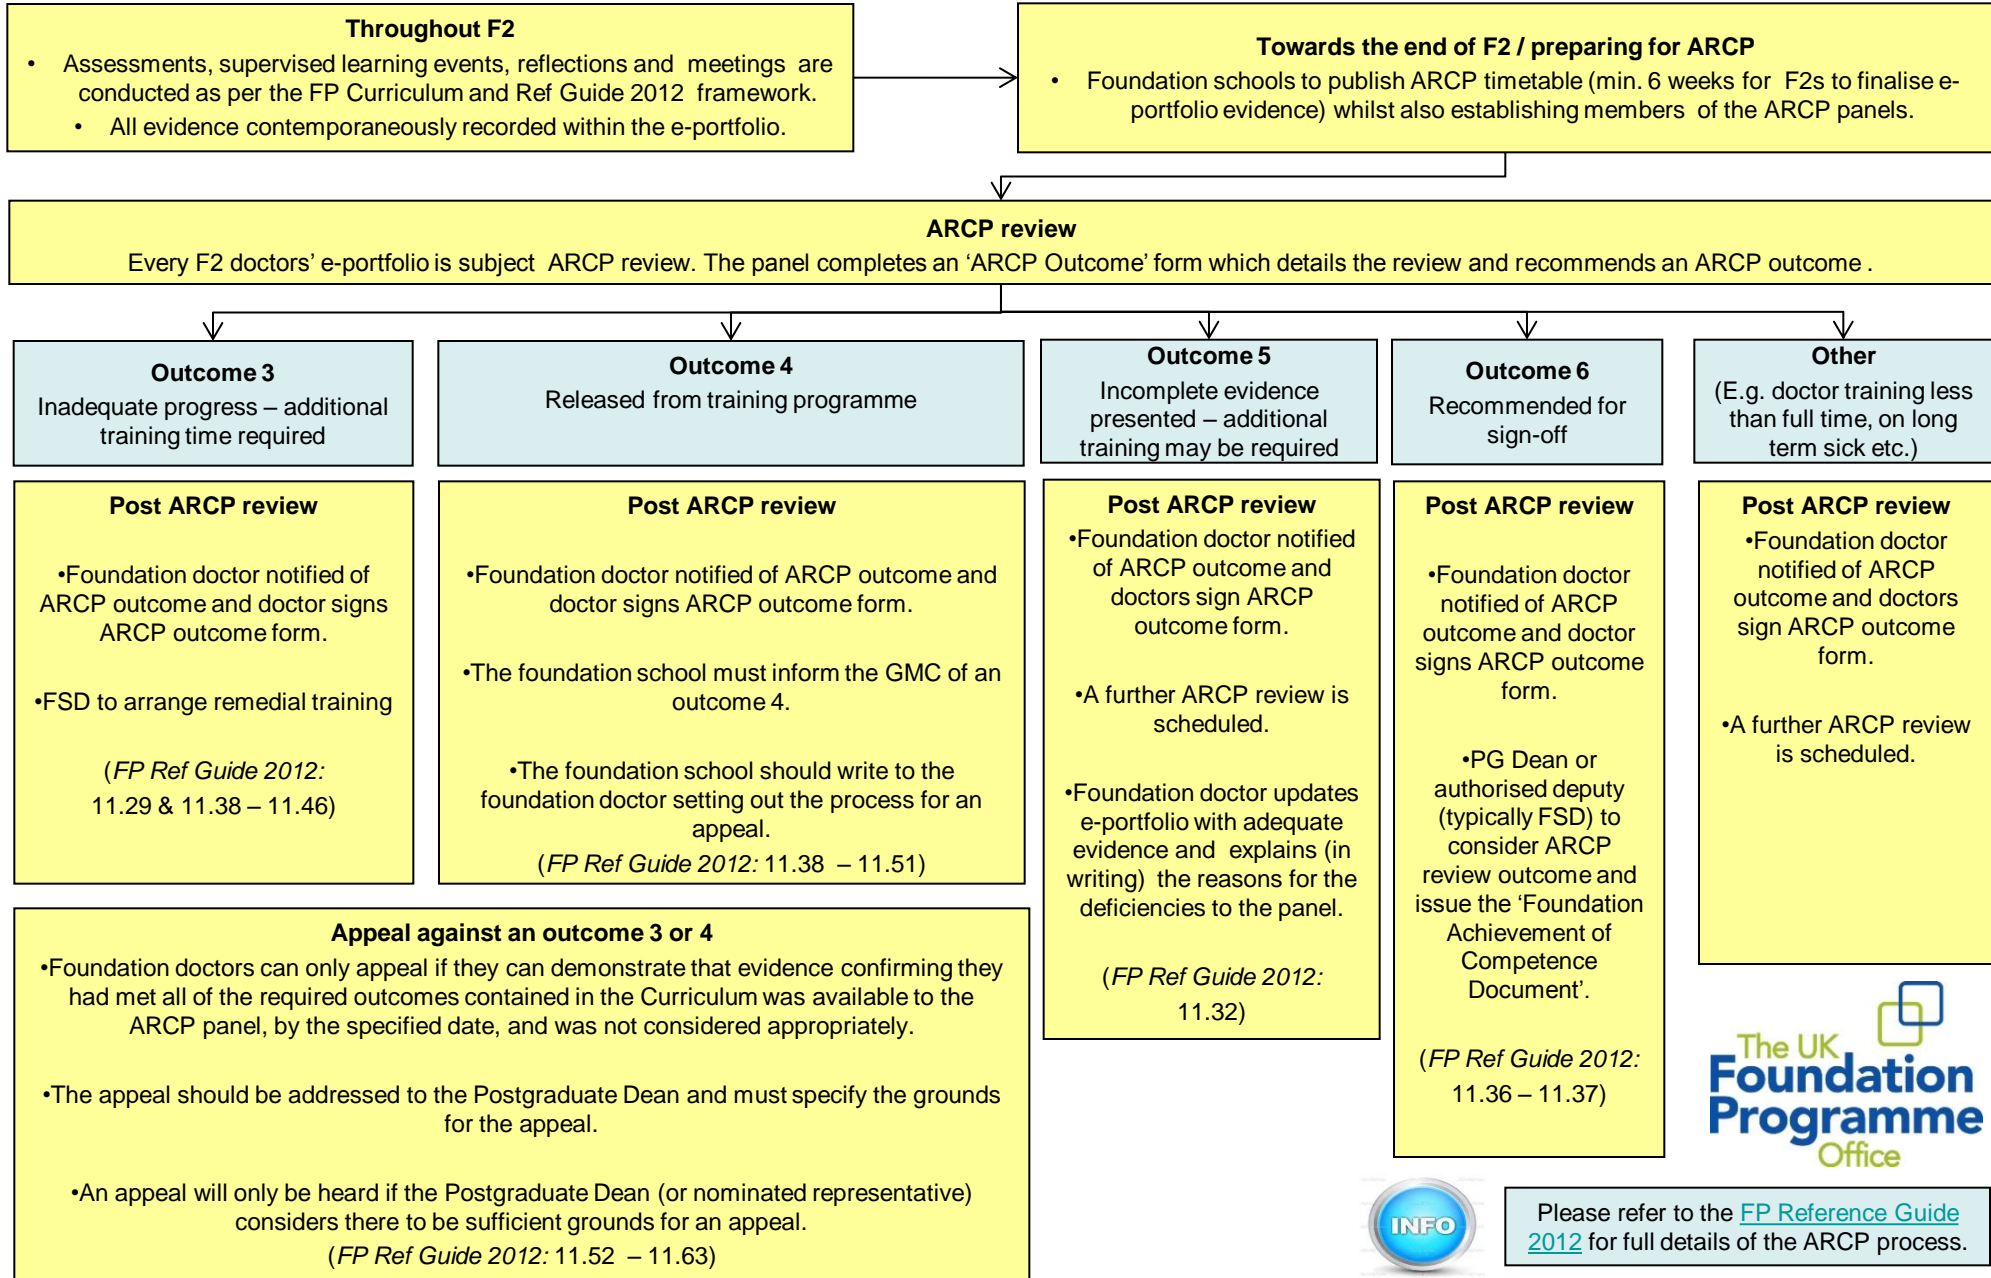 Throughout F2
• Assessments, supervised learning events, reflections and meetings are
conducted as per the FP Curriculum and Ref Guide 2012 framework.
• All evidence contemporaneously recorded within the e-portfolio.
Towards the end of F2 / preparing for ARCP
• Foundation schools to publish ARCP timetable (min. 6 weeks for F2s to finalise e-
portfolio evidence) whilst also establishing members of the ARCP panels.
ARCP review
Every F2 doctors’ e-portfolio is subject ARCP review. The panel completes an ‘ARCP Outcome’ form which details the review and recommends an ARCP outcome .
Outcome 3
Inadequate progress – additional
training time required
Outcome 4
Released from training programme
Outcome 5
Incomplete evidence
presented – additional
training may be required
Outcome 6
Recommended for
sign-off
Other
(E.g. doctor training less
than full time, on long
term sick etc.)
Post ARCP review
•Foundation doctor notified of
ARCP outcome and doctor signs
ARCP outcome form.
•FSD to arrange remedial training
(FP Ref Guide 2012:
11.29 & 11.38 – 11.46)
Post ARCP review
•Foundation doctor notified of ARCP outcome and
doctor signs ARCP outcome form.
•The foundation school must inform the GMC of an
outcome 4.
•The foundation school should write to the
foundation doctor setting out the process for an
appeal.
(FP Ref Guide 2012: 11.38 – 11.51)
Post ARCP review
•Foundation doctor notified
of ARCP outcome and
doctors sign ARCP
outcome form.
•A further ARCP review is
scheduled.
•Foundation doctor updates
e-portfolio with adequate
evidence and explains (in
writing) the reasons for the
deficiencies to the panel.
(FP Ref Guide 2012:
11.32)
Post ARCP review
•Foundation doctor
notified of ARCP
outcome and doctor
signs ARCP outcome
form.
•PG Dean or
authorised deputy
(typically FSD) to
consider ARCP
review outcome and
issue the ‘Foundation
Achievement of
Competence
Document’.
(FP Ref Guide 2012:
11.36 – 11.37)
Post ARCP review
•Foundation doctor
notified of ARCP
outcome and doctors
sign ARCP outcome
form.
•A further ARCP review
is scheduled.
Appeal against an outcome 3 or 4
•Foundation doctors can only appeal if they can demonstrate that evidence confirming they
had met all of the required outcomes contained in the Curriculum was available to the
ARCP panel, by the specified date, and was not considered appropriately.
•The appeal should be addressed to the Postgraduate Dean and must specify the grounds
for the appeal.
•An appeal will only be heard if the Postgraduate Dean (or nominated representative)
considers there to be sufficient grounds for an appeal.
(FP Ref Guide 2012: 11.52 – 11.63)
The UK
Foundation
Programme
Office
INFO
Please refer to the FP Reference Guide
2012 for full details of the ARCP process.